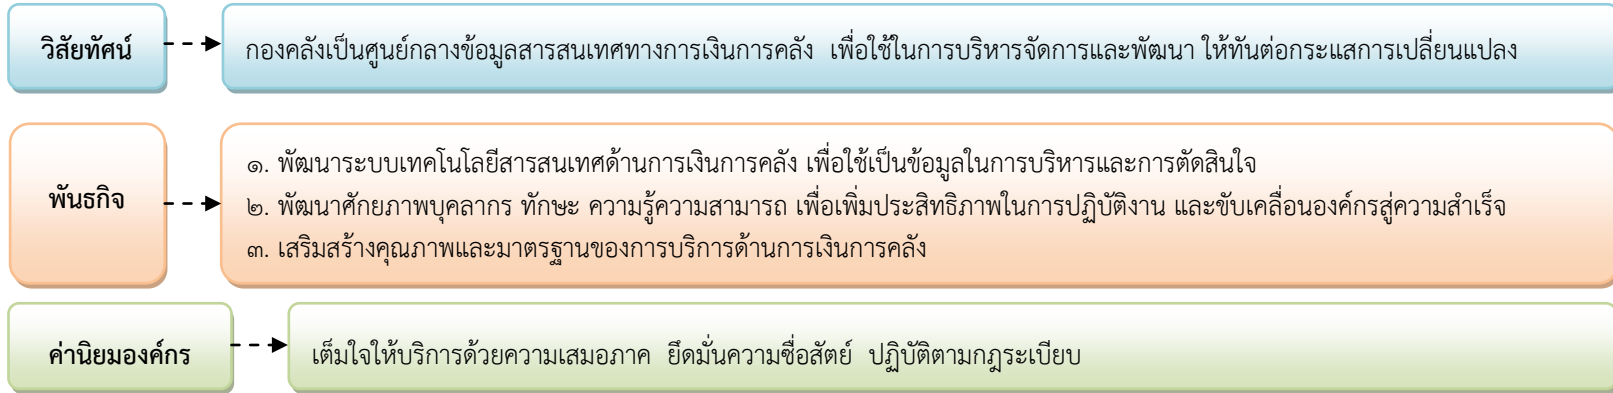 วิสัยทัศน์
กองคลังเป็นศูนย์กลางข้อมูลสารสนเทศทางการเงินการคลัง เพื่อใช้ในการบริหารจัดการและพัฒนา ให้ทันต่อกระแสการเปลี่ยนแปลง
พันธกิจ
๑. พัฒนาระบบเทคโนโลยีสารสนเทศด้านการเงินการคลัง เพื่อใช้เป็นข้อมูลในการบริหารและการตัดสินใจ
๒. พัฒนาศักยภาพบุคลากร ทักษะ ความรู้ความสามารถ เพื่อเพิ่มประสิทธิภาพในการปฏิบัติงาน และขับเคลื่อนองค์กรสู่ความสำเร็จ
๓. เสริมสร้างคุณภาพและมาตรฐานของการบริการด้านการเงินการคลัง
ค่านิยมองค์กร
เต็มใจให้บริการด้วยความเสมอภาค ยึดมั่นความซื่อสัตย์ ปฏิบัติตามกฎระเบียบ